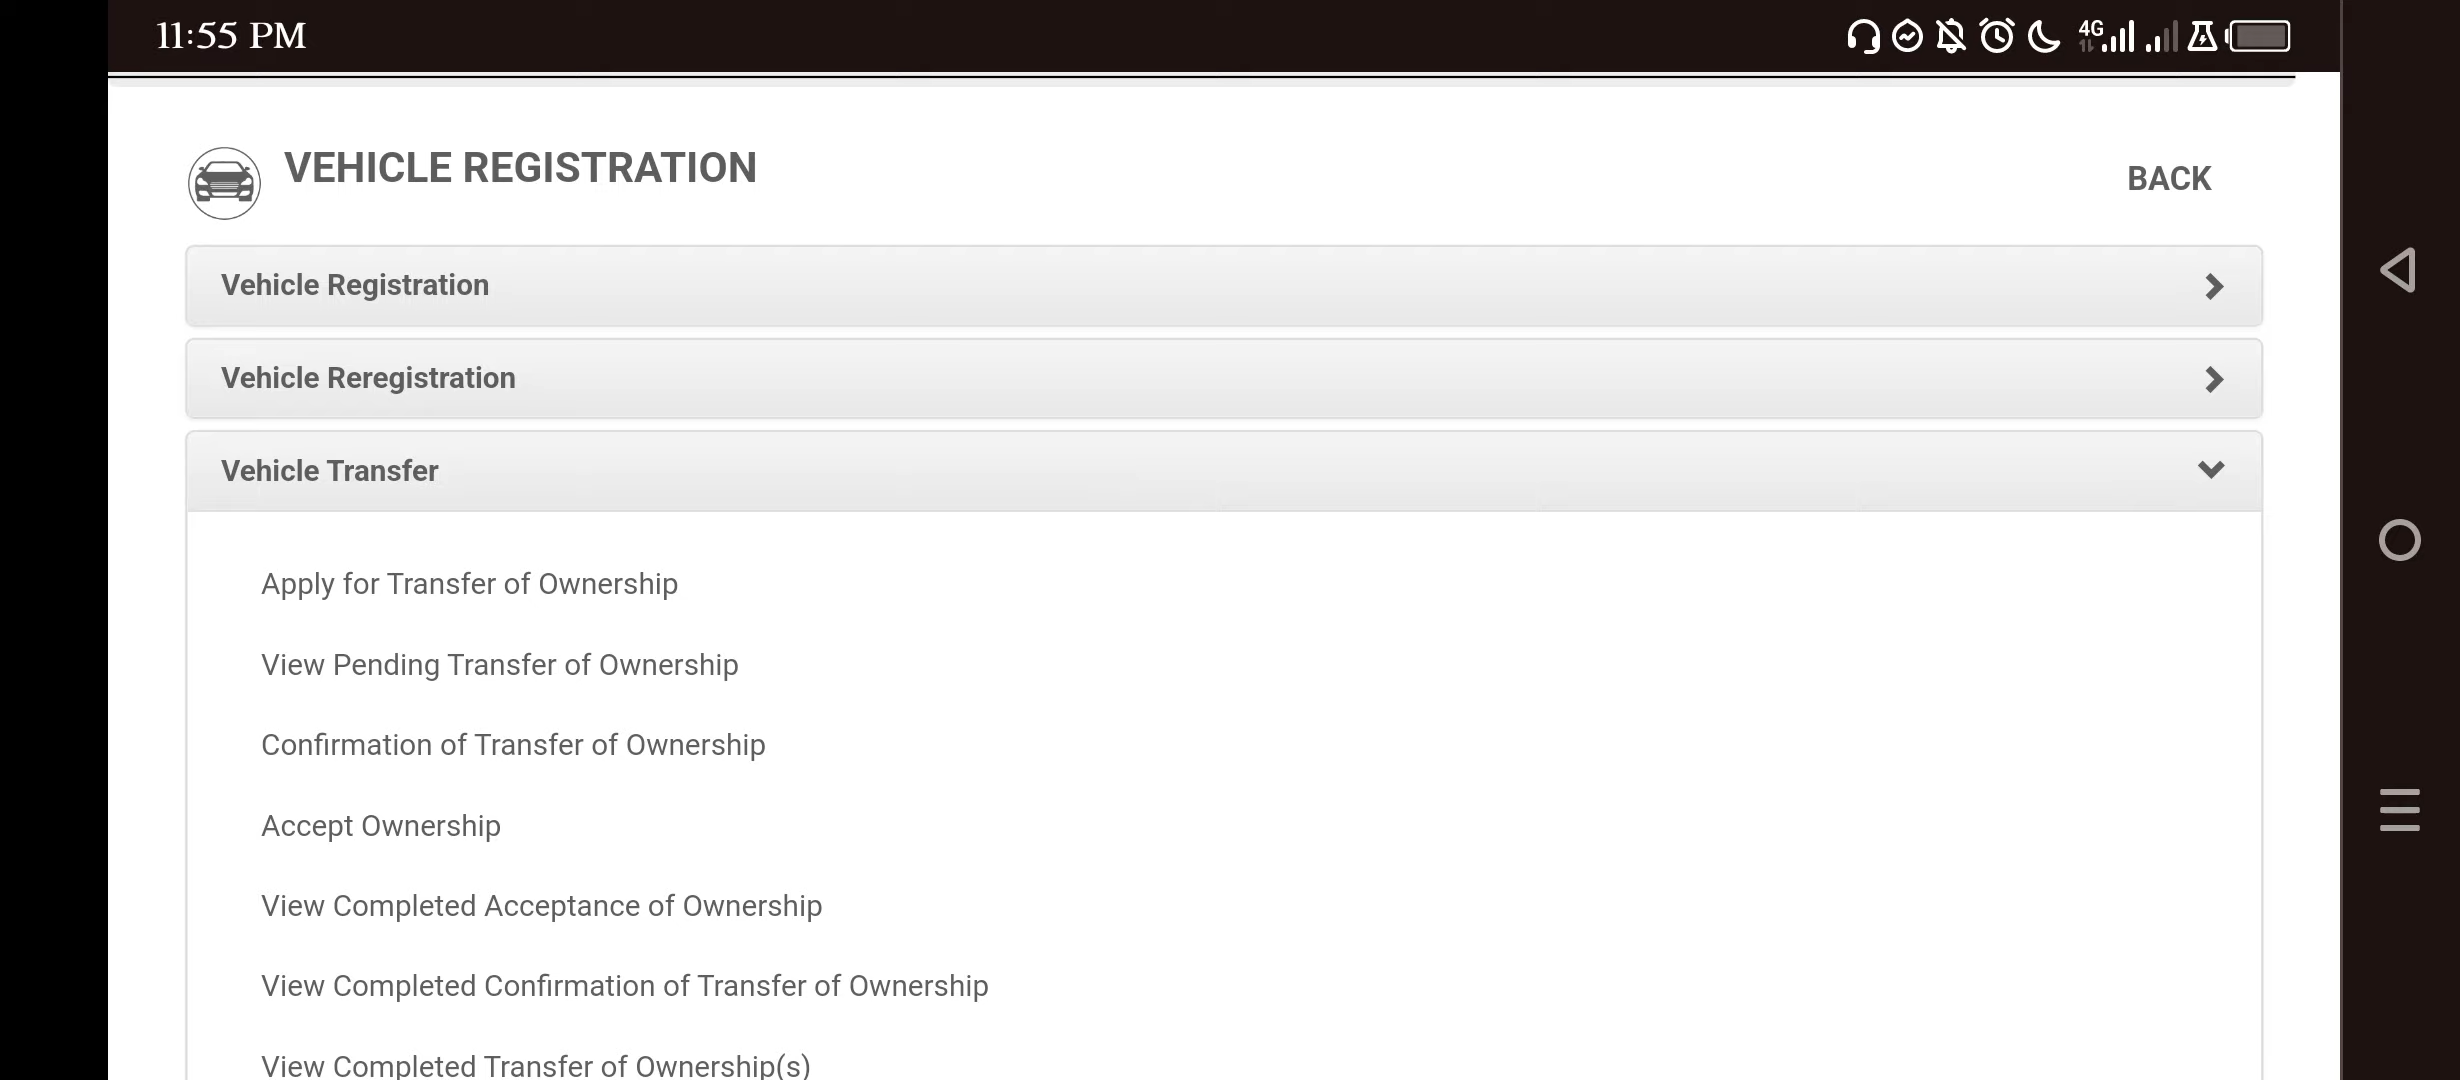 11:55 PM
4G
VEHICLE REGISTRATION
BACK
Vehicle Registration
Vehicle Reregistration
Vehicle Transfer
Apply for Transfer of Ownership
View Pending Transfer of Ownership
Confirmation of Transfer of Ownership
Accept Ownership
View Completed Acceptance of Ownership
View Completed Confirmation of Transfer of Ownership
View Completed Transfer of Ownership(s)